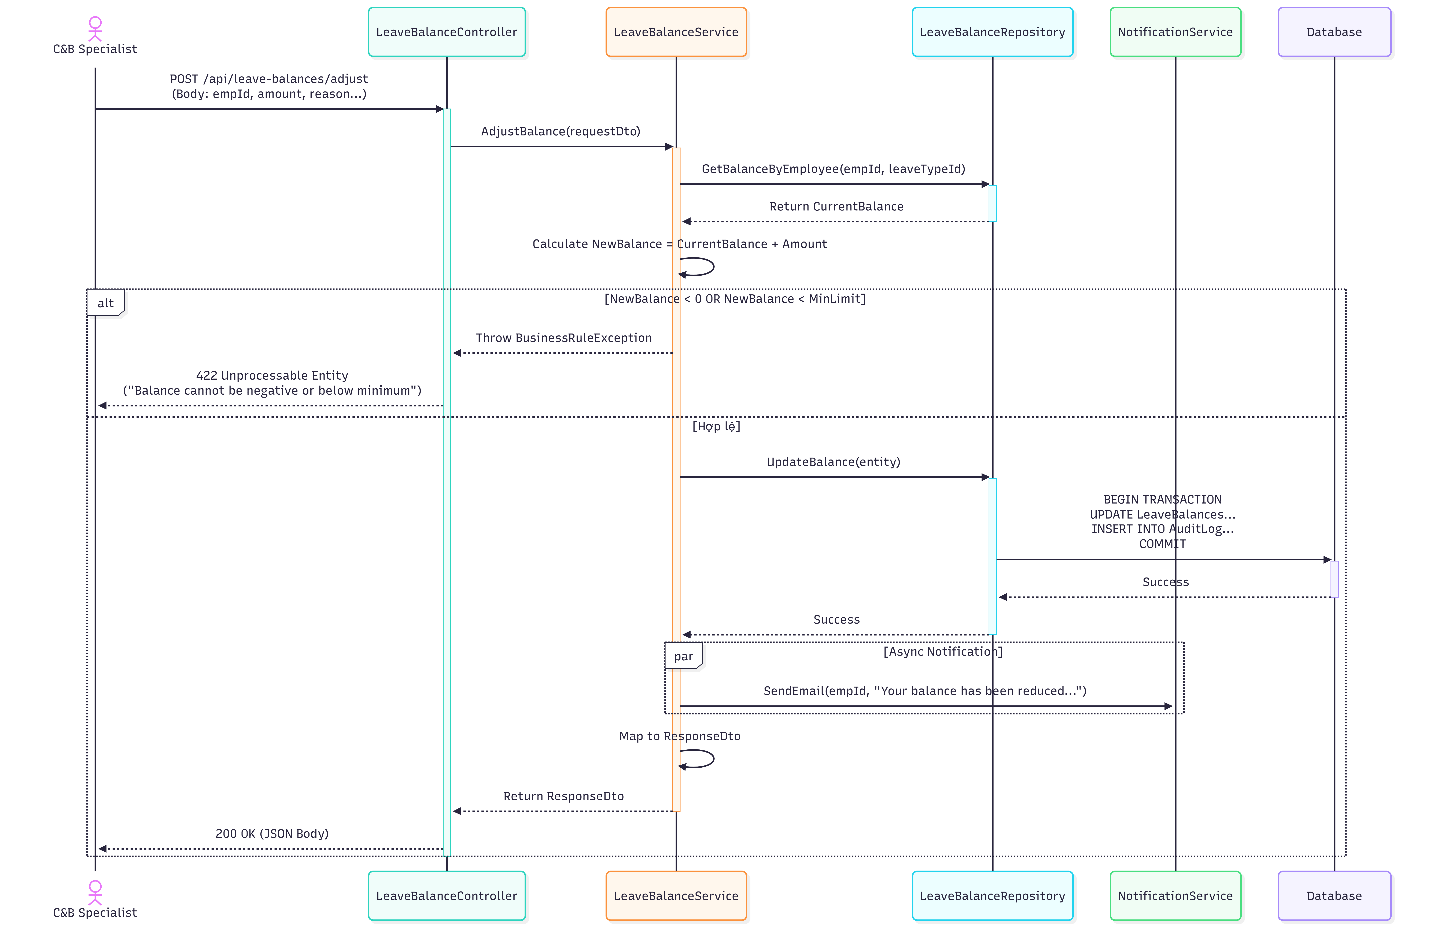 C&B Specialist
LeaveBalanceController
LeaveBalanceService
LeaveBalanceRepository
NotificationService
Database
POST /api/leave-balances/adjust
(Body: empId, amount, reason...)
AdjustBalance(requestDto)
GetBalanceByEmployee(empId, leaveTypeId)
Return CurrentBalance
Calculate NewBalance = CurrentBalance + Amount
alt
[NewBalance < 0 OR NewBalance < MinLimit]
Throw BusinessRuleException
422 Unprocessable Entity
("Balance cannot be negative or below minimum")
[Hợp lệ]
UpdateBalance(entity)
BEGIN TRANSACTION
UPDATE LeaveBalances...
INSERT INTO AuditLog...
COMMIT
Success
Success
par
[Async Notification]
SendEmail(empId, "Your balance has been reduced...")
Map to ResponseDto
Return ResponseDto
200 OK (JSON Body)
C&B Specialist
LeaveBalanceController
LeaveBalanceService
LeaveBalanceRepository
NotificationService
Database